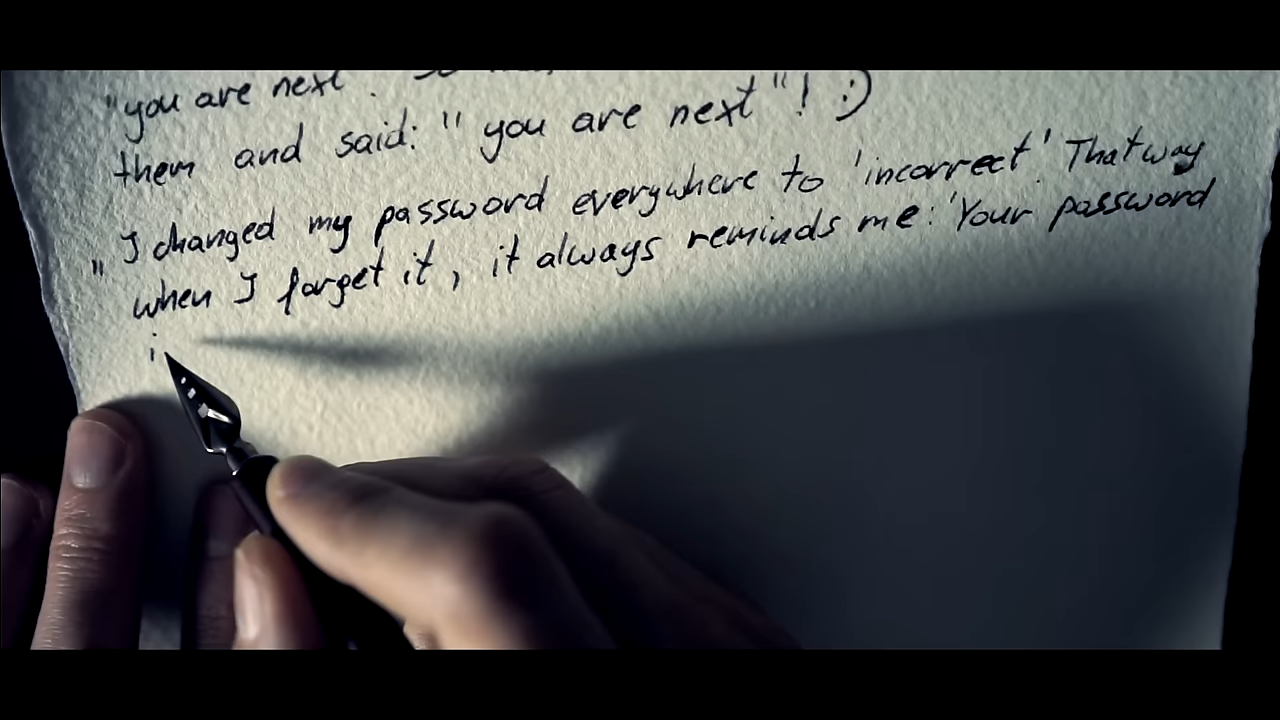 "you are next".
them and said: "you are next"! :)
"I changed my password everywhere to 'incorrect'. That way
when I forget it, it always reminds me: 'Your password
i